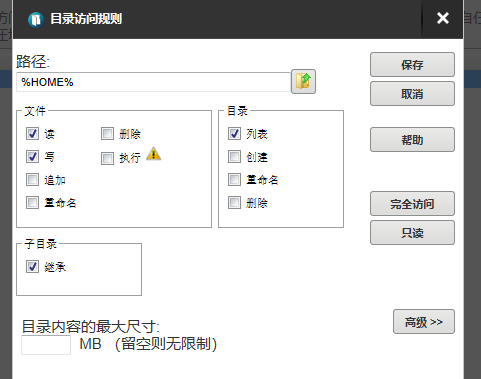 目录访问规则
路径:
%HOME%
保存
取消
帮助
完全访问
只读
文件
读
删除
写
执行
追加
重命名
目录
列表
创建
重命名
删除
子目录
继承
高级 >>
目录内容的最大尺寸:
MB （留空则无限制）